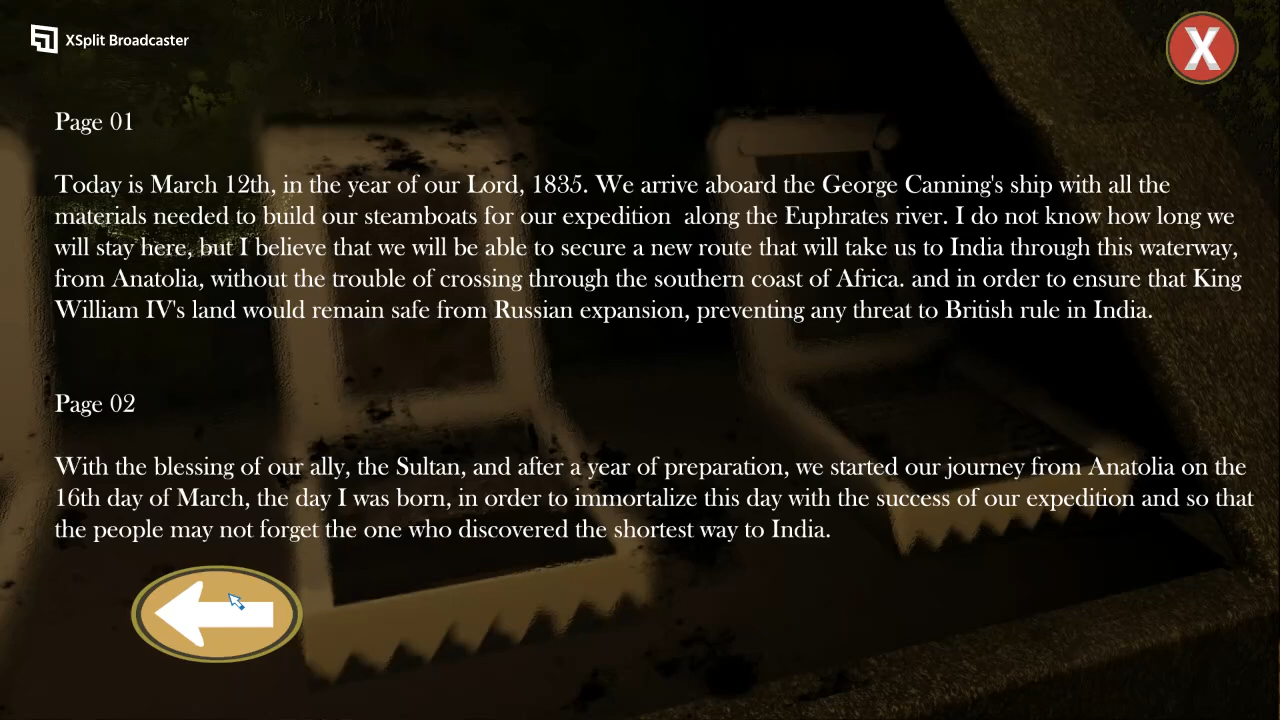 XSplit Broadcaster
X
Page 01
Today is March 12th, in the year of our Lord, 1835. We arrive aboard the George Canning's ship with all the
materials needed to build our steamboats for our expedition  along the Euphrates river. I do not know how long we
will stay here, but I believe that we will be able to secure a new route that will take us to India through this waterway,
from Anatolia, without the trouble of crossing through the southern coast of Africa. and in order to ensure that King
William IV's land would remain safe from Russian expansion, preventing any threat to British rule in India.
Page 02
With the blessing of our ally, the Sultan, and after a year of preparation, we started our journey from Anatolia on the
16th day of March, the day I was born, in order to immortalize this day with the success of our expedition and so that
the people may not forget the one who discovered the shortest way to India.